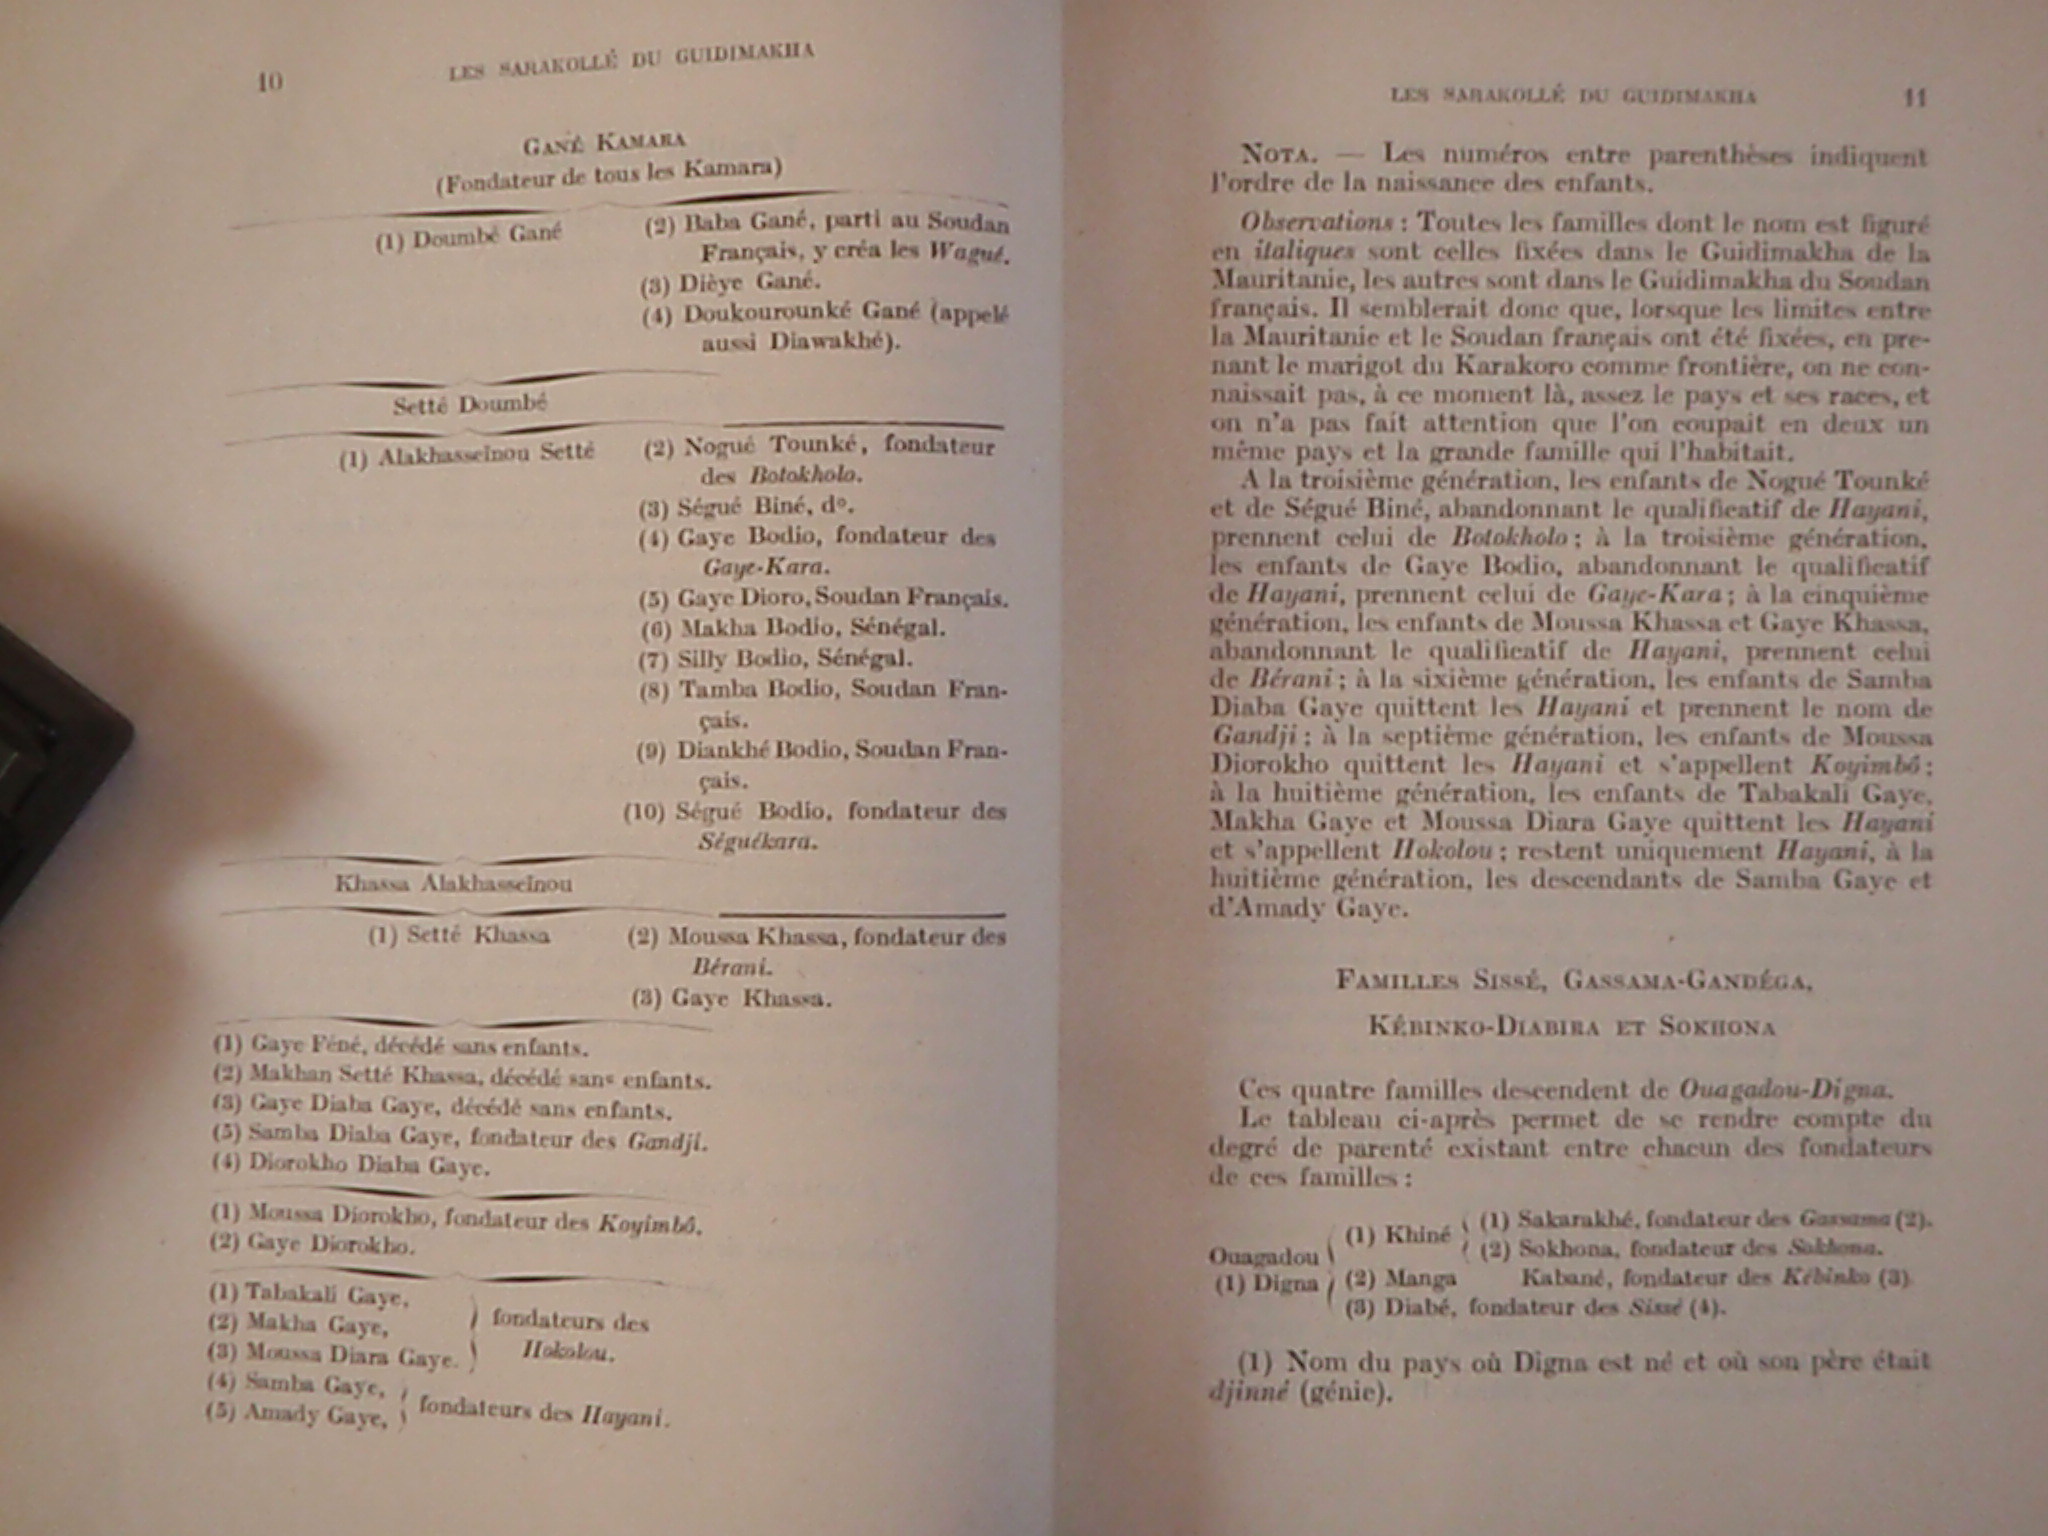 10
LES SARAKOLLÉ DU GUIDIMAKHA
GANÉ KAMARA
(Fondateur de tous les Kamara)
(1) Doumbé Gané
(2) Baba Gané, parti au Soudan
Français, y créa les Wagué.
(3) Dièye Gané.
(4) Doukourounké Gané (appelé
aussi Diawakhé).
Setté Doumbé
(1) Alakhasseïnou Setté
(2) Nogué Tounké, fondateur
des Botokholo.
(3) Ségué Biné, d°.
(4) Gaye Bodio, fondateur des
Gaye-Kara.
(5) Gaye Dioro, Soudan Français.
(6) Makha Bodio, Sénégal.
(7) Silly Bodio, Sénégal.
(8) Tamba Bodio, Soudan Fran-
çais.
(9) Diankhé Bodio, Soudan Fran-
çais.
(10) Ségué Bodio, fondateur des
Séguékara.
Khassa Alakhasseïnou
(1) Setté Khassa
(2) Moussa Khassa, fondateur des
Bérani.
(3) Gaye Khassa.
(1) Gaye Féné, décédé sans enfants.
(2) Makhan Setté Khassa, décédé sans enfants.
(3) Gaye Diaba Gaye, décédé sans enfants.
(5) Samba Diaba Gaye, fondateur des Gandji.
(4) Diorokho Diaba Gaye.
(1) Moussa Diorokho, fondateur des Koyimbô.
(2) Gaye Diorokho.
(1) Tabakali Gaye,
(2) Makha Gaye,
(3) Moussa Diara Gaye.
fondateurs des
Hokolou.
(4) Samba Gaye,
(5) Amady Gaye,
fondateurs des Hayani.
LES SARAKOLLÉ DU GUIDIMAKHA
11
NOTA. — Les numéros entre parenthèses indiquent
l'ordre de la naissance des enfants.
Observations : Toutes les familles dont le nom est figuré
en italiques sont celles fixées dans le Guidimakha de la
Mauritanie, les autres sont dans le Guidimakha du Soudan
français. Il semblerait donc que, lorsque les limites entre
la Mauritanie et le Soudan français ont été fixées, en pre-
nant le marigot du Karakoro comme frontière, on ne con-
naissait pas, à ce moment là, assez le pays et ses races, et
on n'a pas fait attention que l'on coupait en deux un
même pays et la grande famille qui l'habitait.
A la troisième génération, les enfants de Nogué Tounké
et de Ségué Biné, abandonnant le qualificatif de Hayani,
prennent celui de Botokholo ; à la troisième génération,
les enfants de Gaye Bodio, abandonnant le qualificatif
de Hayani, prennent celui de Gaye-Kara ; à la cinquième
génération, les enfants de Moussa Khassa et Gaye Khassa,
abandonnant le qualificatif de Hayani, prennent celui
de Bérani ; à la sixième génération, les enfants de Samba
Diaba Gaye quittent les Hayani et prennent le nom de
Gandji ; à la septième génération, les enfants de Moussa
Diorokho quittent les Hayani et s'appellent Koyimbô ;
à la huitième génération, les enfants de Tabakali Gaye,
Makha Gaye et Moussa Diara Gaye quittent les Hayani
et s'appellent Hokolou ; restent uniquement Hayani, à la
huitième génération, les descendants de Samba Gaye et
d'Amady Gaye.
FAMILLES SISSÉ, GASSAMA-GANDÉGA,
KÉBINKO-DIABIRA ET SOKHONA
Ces quatre familles descendent de Ouagadou-Digna.
Le tableau ci-après permet de se rendre compte du
degré de parenté existant entre chacun des fondateurs
de ces familles :
Ouagadou
(1) Digna
(1) Khiné
(1) Sakarakhé, fondateur des Gassama (2).
(2) Sokhona, fondateur des Sokhona.
(2) Manga Kabané, fondateur des Kébinko (3)
(3) Diabé, fondateur des Sissé (4).
(1) Nom du pays où Digna est né et où son père était
djinné (génie).